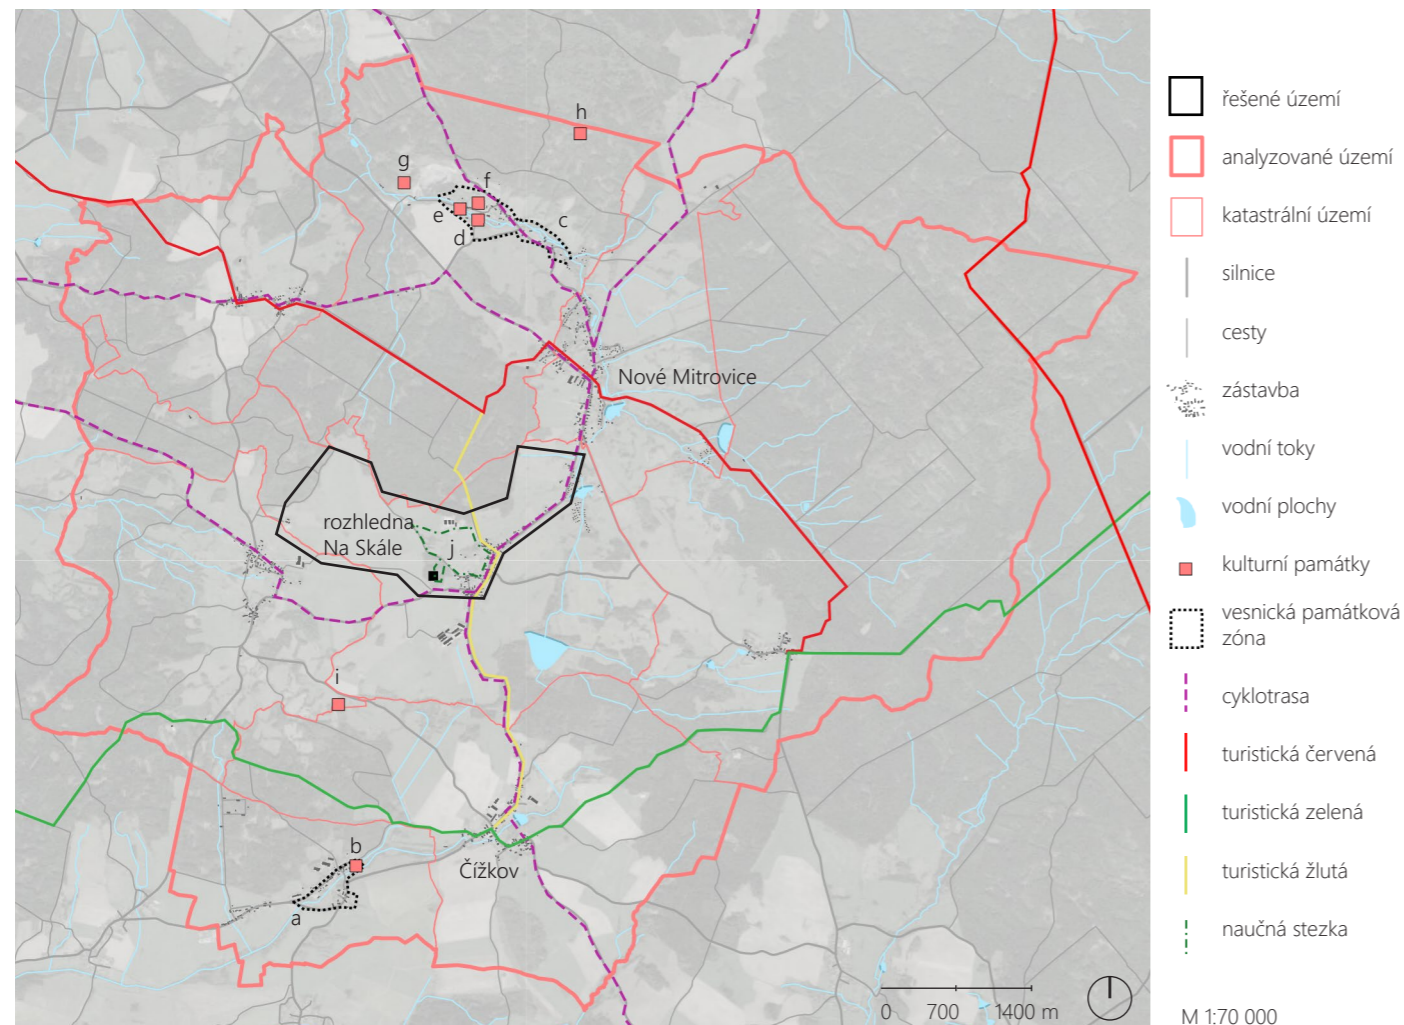 h
g
f
e
c
d
Nové Mitrovice
rozhledna
Na Skále
j
i
b
Čížkov
a
0 700 1400 m
řešené území
analyzované území
katastrální území
silnice
cesty
zástavba
vodní toky
vodní plochy
kulturní památky
vesnická památková
zóna
cyklotrasa
turistická červená
turistická zelená
turistická žlutá
naučná stezka
M 1:70 000